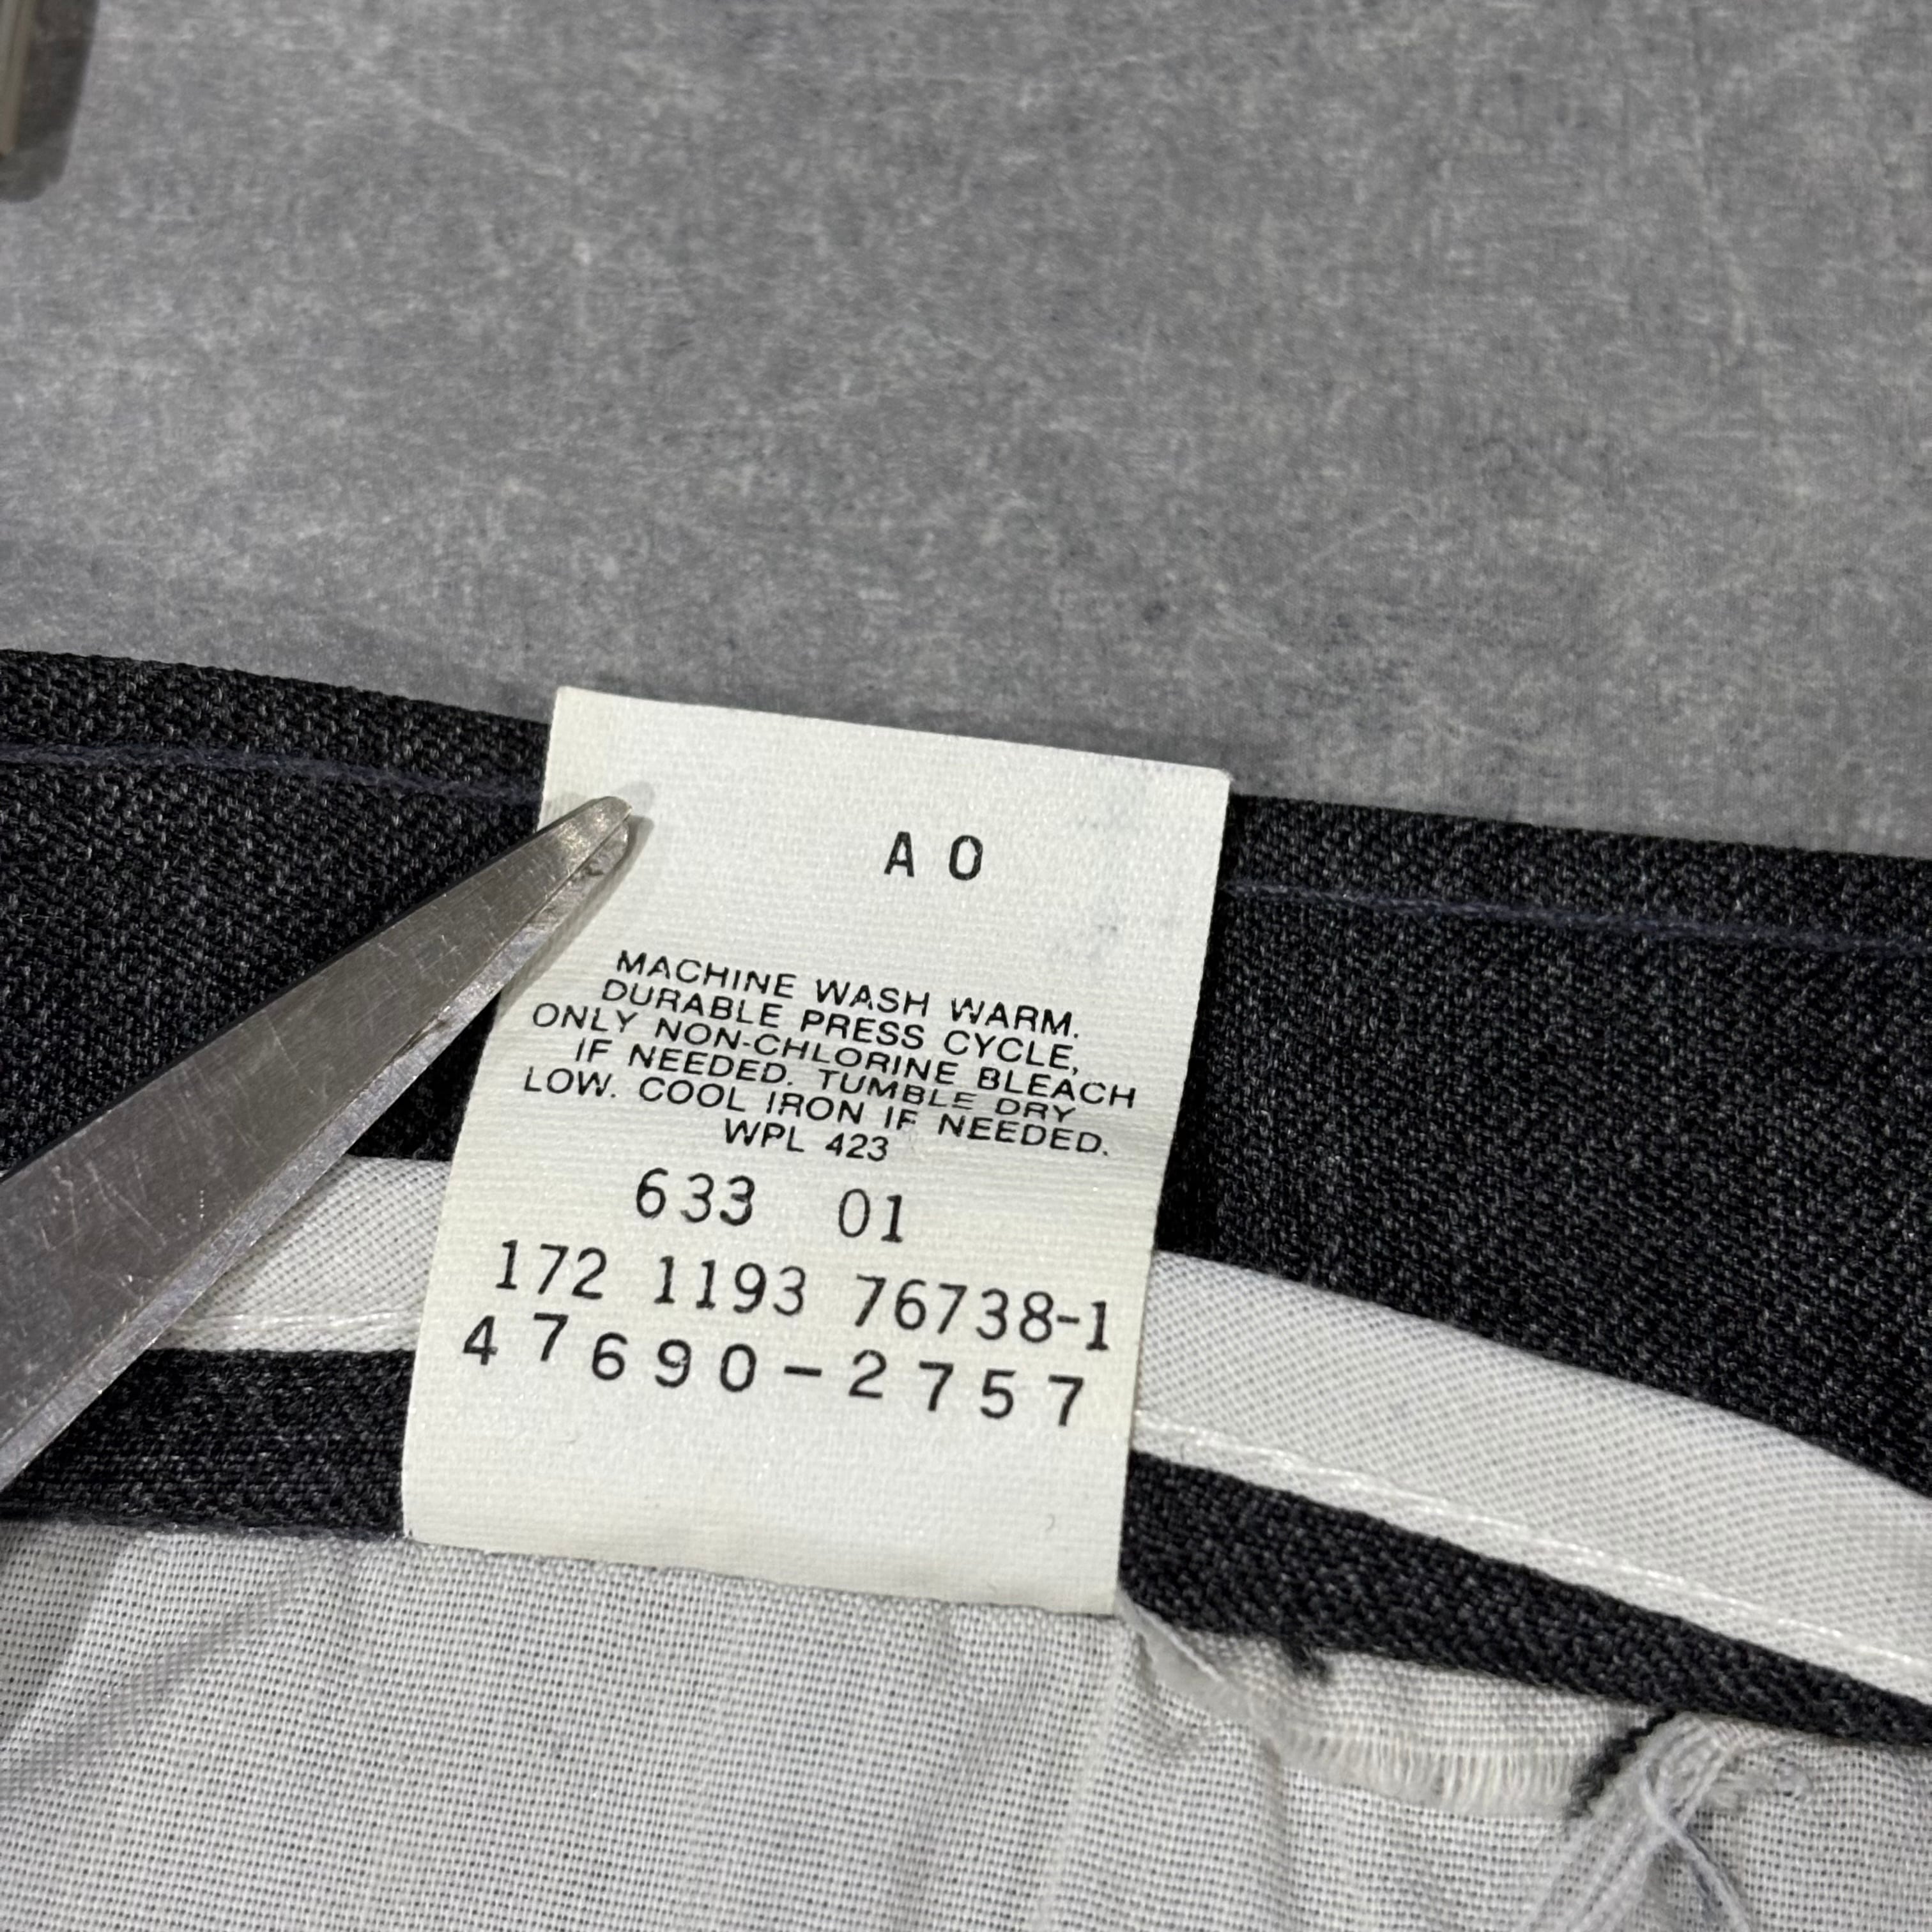 A O
MACHINE WASH WARM.
DURABLE PRESS CYCLE,
ONLY NON-CHLORINE BLEACH
IF NEEDED. TUMBLE DRY
LOW. COOL IRON IF NEEDED.
WPL 423
633 01
172 1193 76738-1
47690-2757